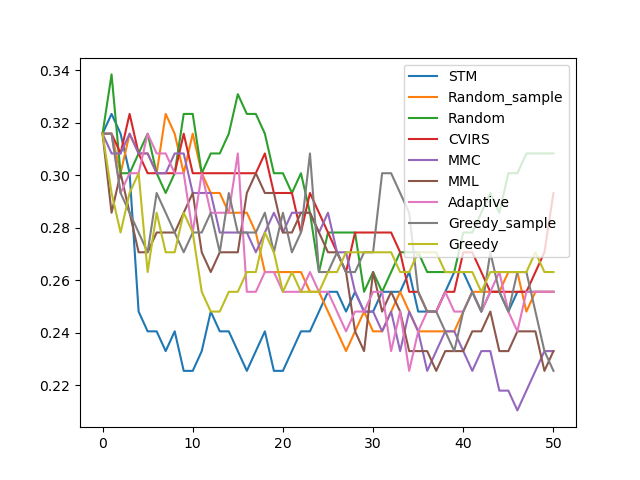 0.34
0.32
0.30
0.28
0.26
0.24
0.22
0
10
20
30
40
50
STM
Random_sample
Random
CVIRS
MMC
MML
Adaptive
Greedy_sample
Greedy